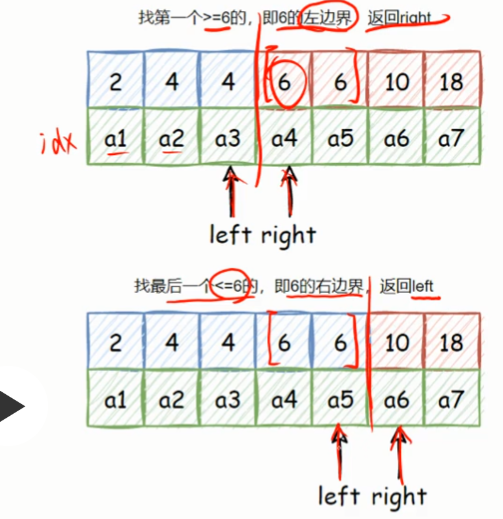 找第一个>=6的,即6的左边界 返回right
2 4 4 6 6 10 18
idx a1 a2 a3 a4 a5 a6 a7
left right
找最后一个<=6的,即6的右边界,返回left
2 4 4 6 6 10 18
a1 a2 a3 a4 a5 a6 a7
left right